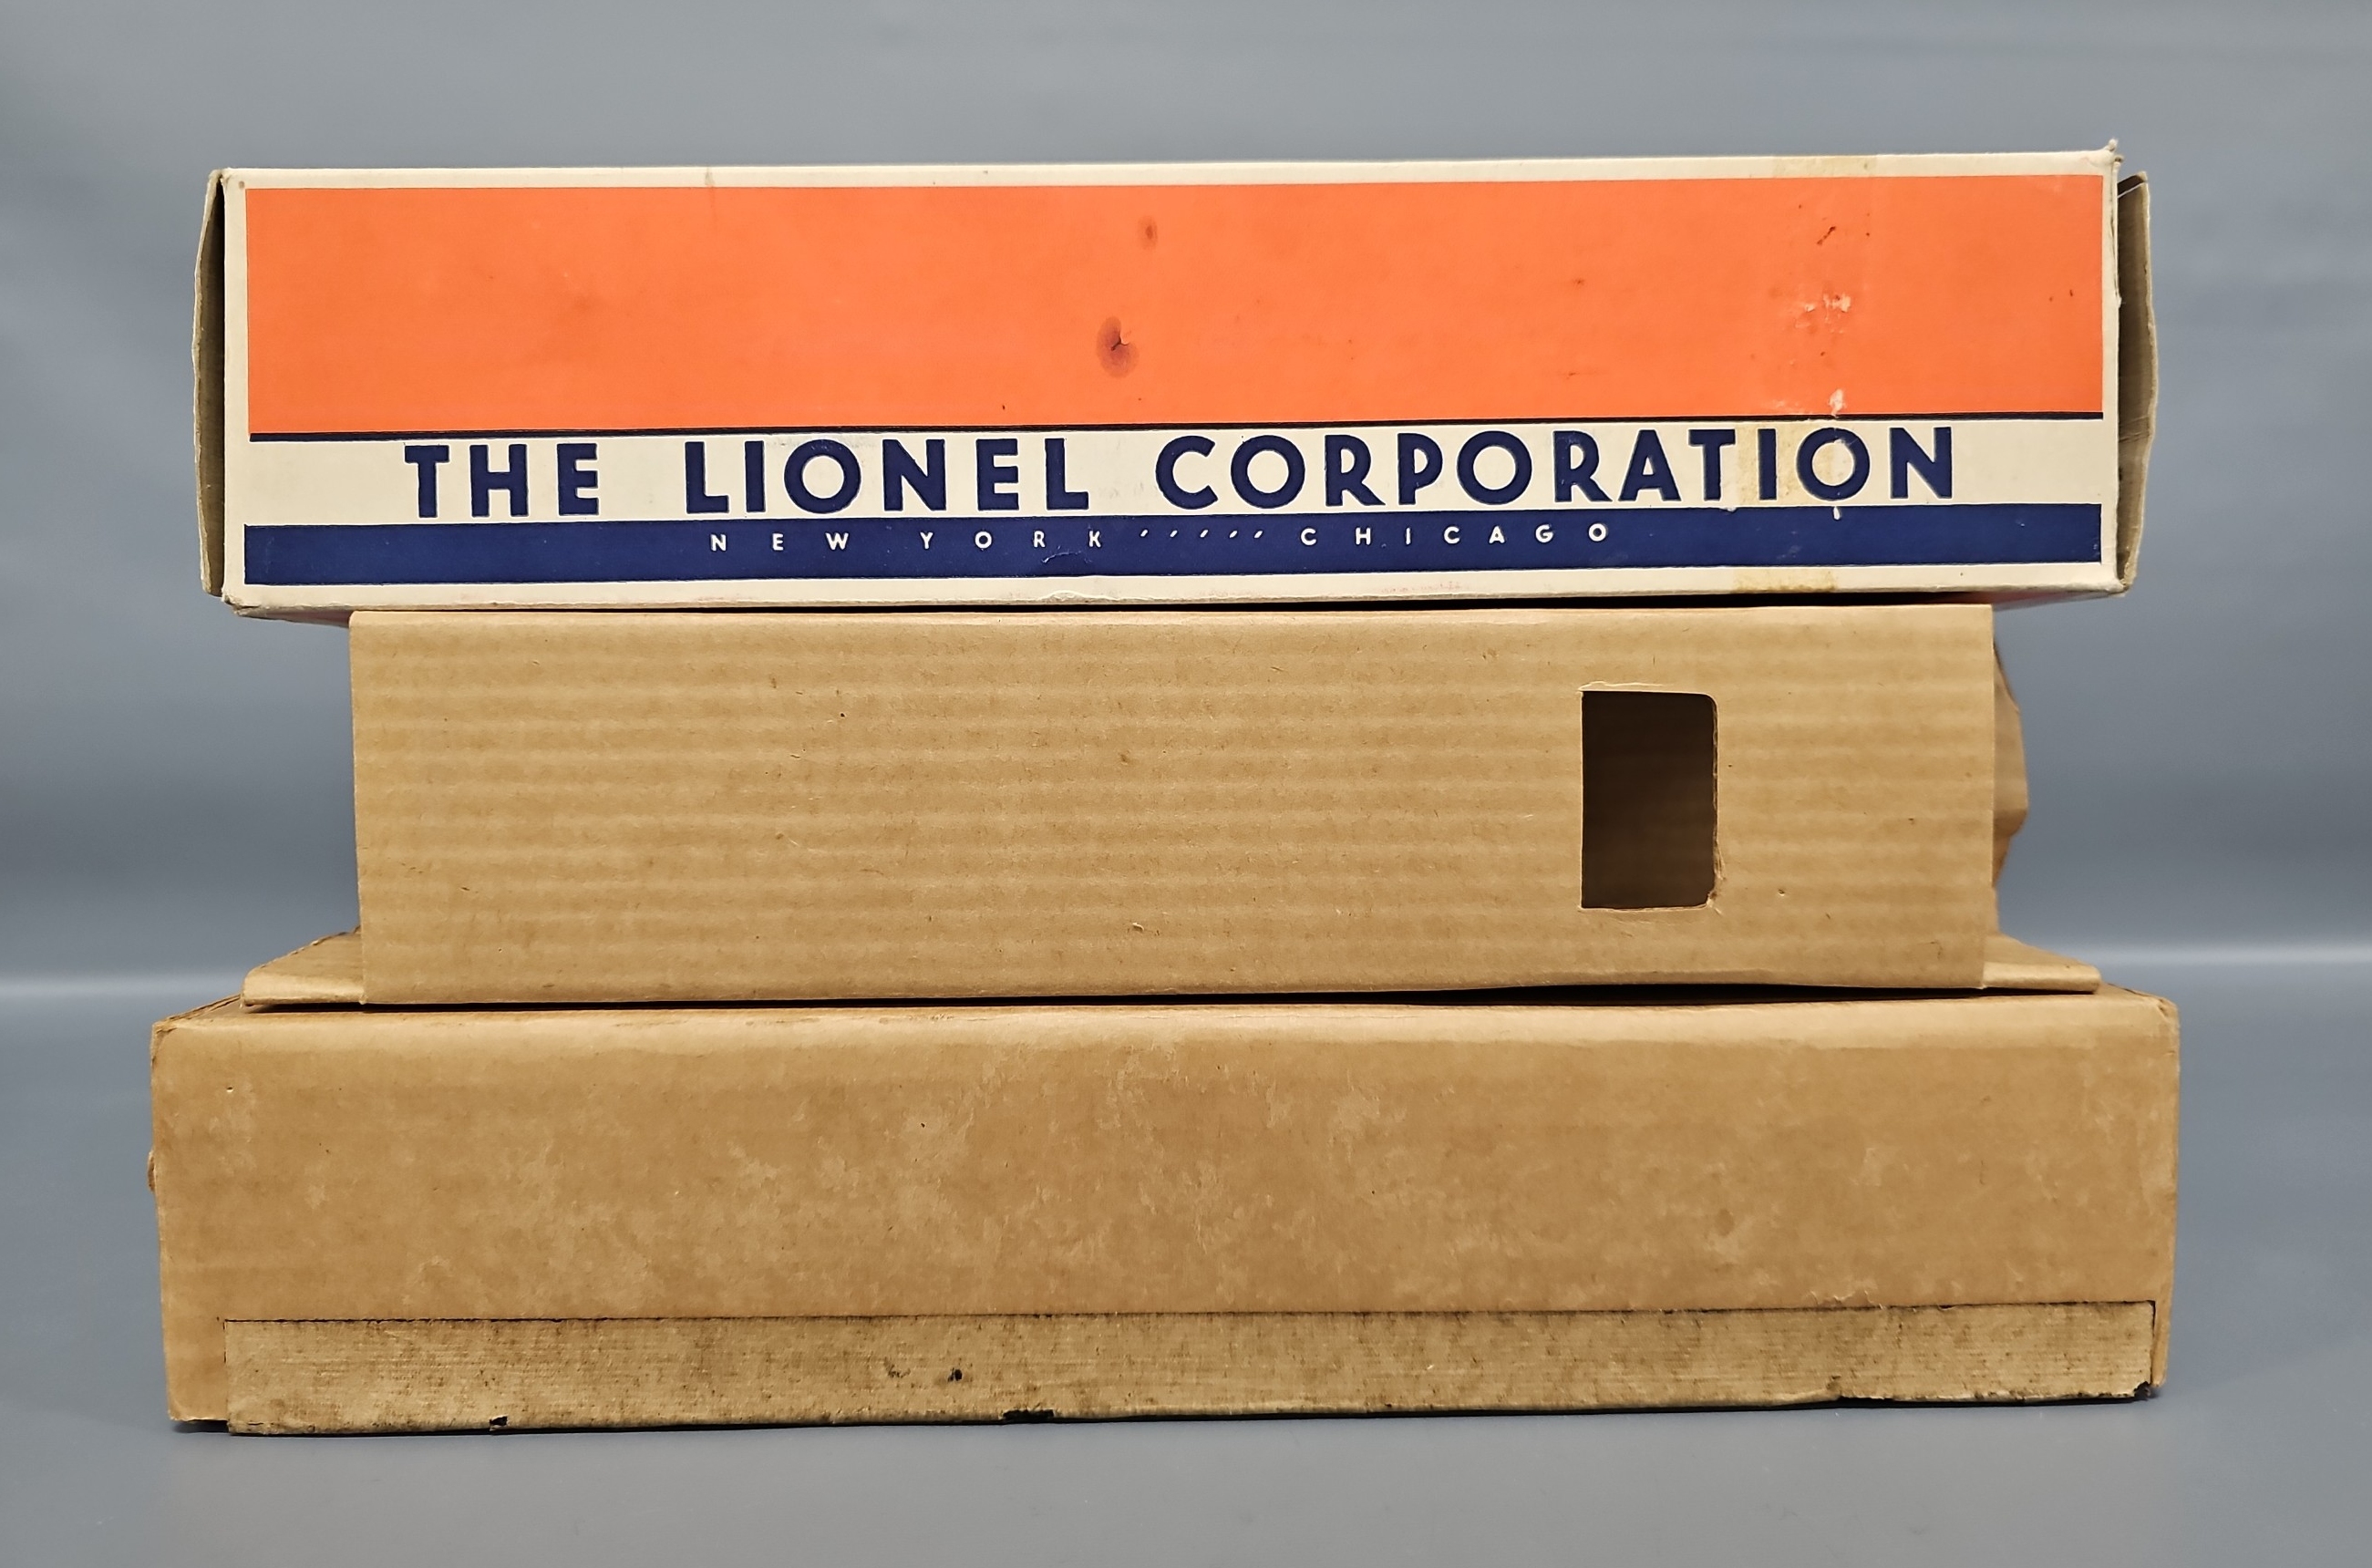 THE LIONEL CORPORATION
NEW YORK ′′′′′ CHICAGO